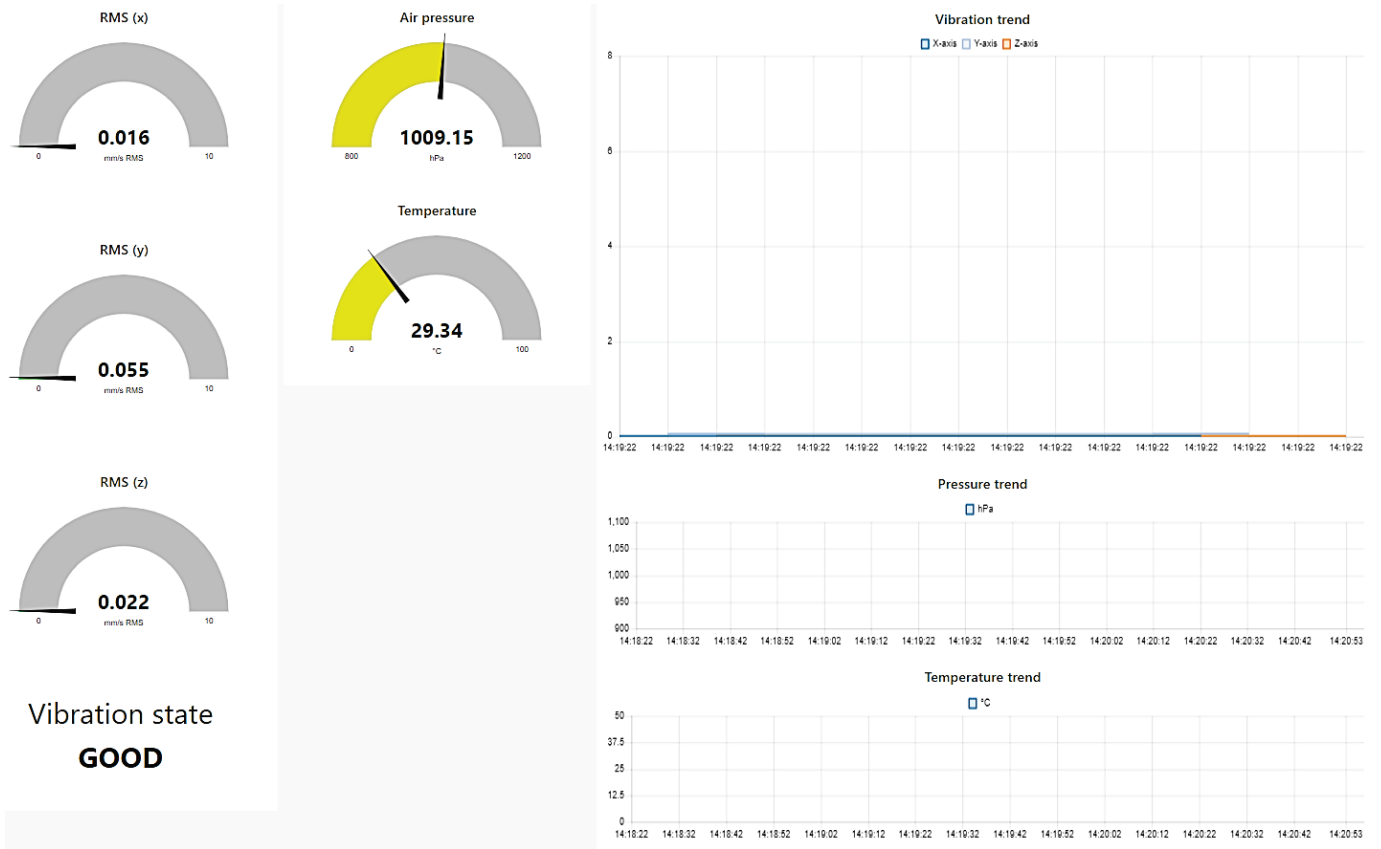 RMS (x)
0.016
0
mm/s RMS
10
RMS (y)
0.055
0
mm/s RMS
10
RMS (z)
0.022
0
mm/s RMS
10
Vibration state
GOOD
Air pressure
1009.15
800
hPa
1200
Temperature
29.34
0
°C
100
Vibration trend
X-axis Y-axis Z-axis
8
6
4
2
0
14:19:22 14:19:22 14:19:22 14:19:22 14:19:22 14:19:22 14:19:22 14:19:22 14:19:22 14:19:22 14:19:22 14:19:22 14:19:22 14:19:22 14:19:22 14:19:22
Pressure trend
hPa
1,100
1,050
1,000
950
900
14:18:22 14:18:32 14:18:42 14:18:52 14:19:02 14:19:12 14:19:22 14:19:32 14:19:42 14:19:52 14:20:02 14:20:12 14:20:22 14:20:32 14:20:42 14:20:53
Temperature trend
°C
50
37.5
25
12.5
0
14:18:22 14:18:32 14:18:42 14:18:52 14:19:02 14:19:12 14:19:22 14:19:32 14:19:42 14:19:52 14:20:02 14:20:12 14:20:22 14:20:32 14:20:42 14:20:53